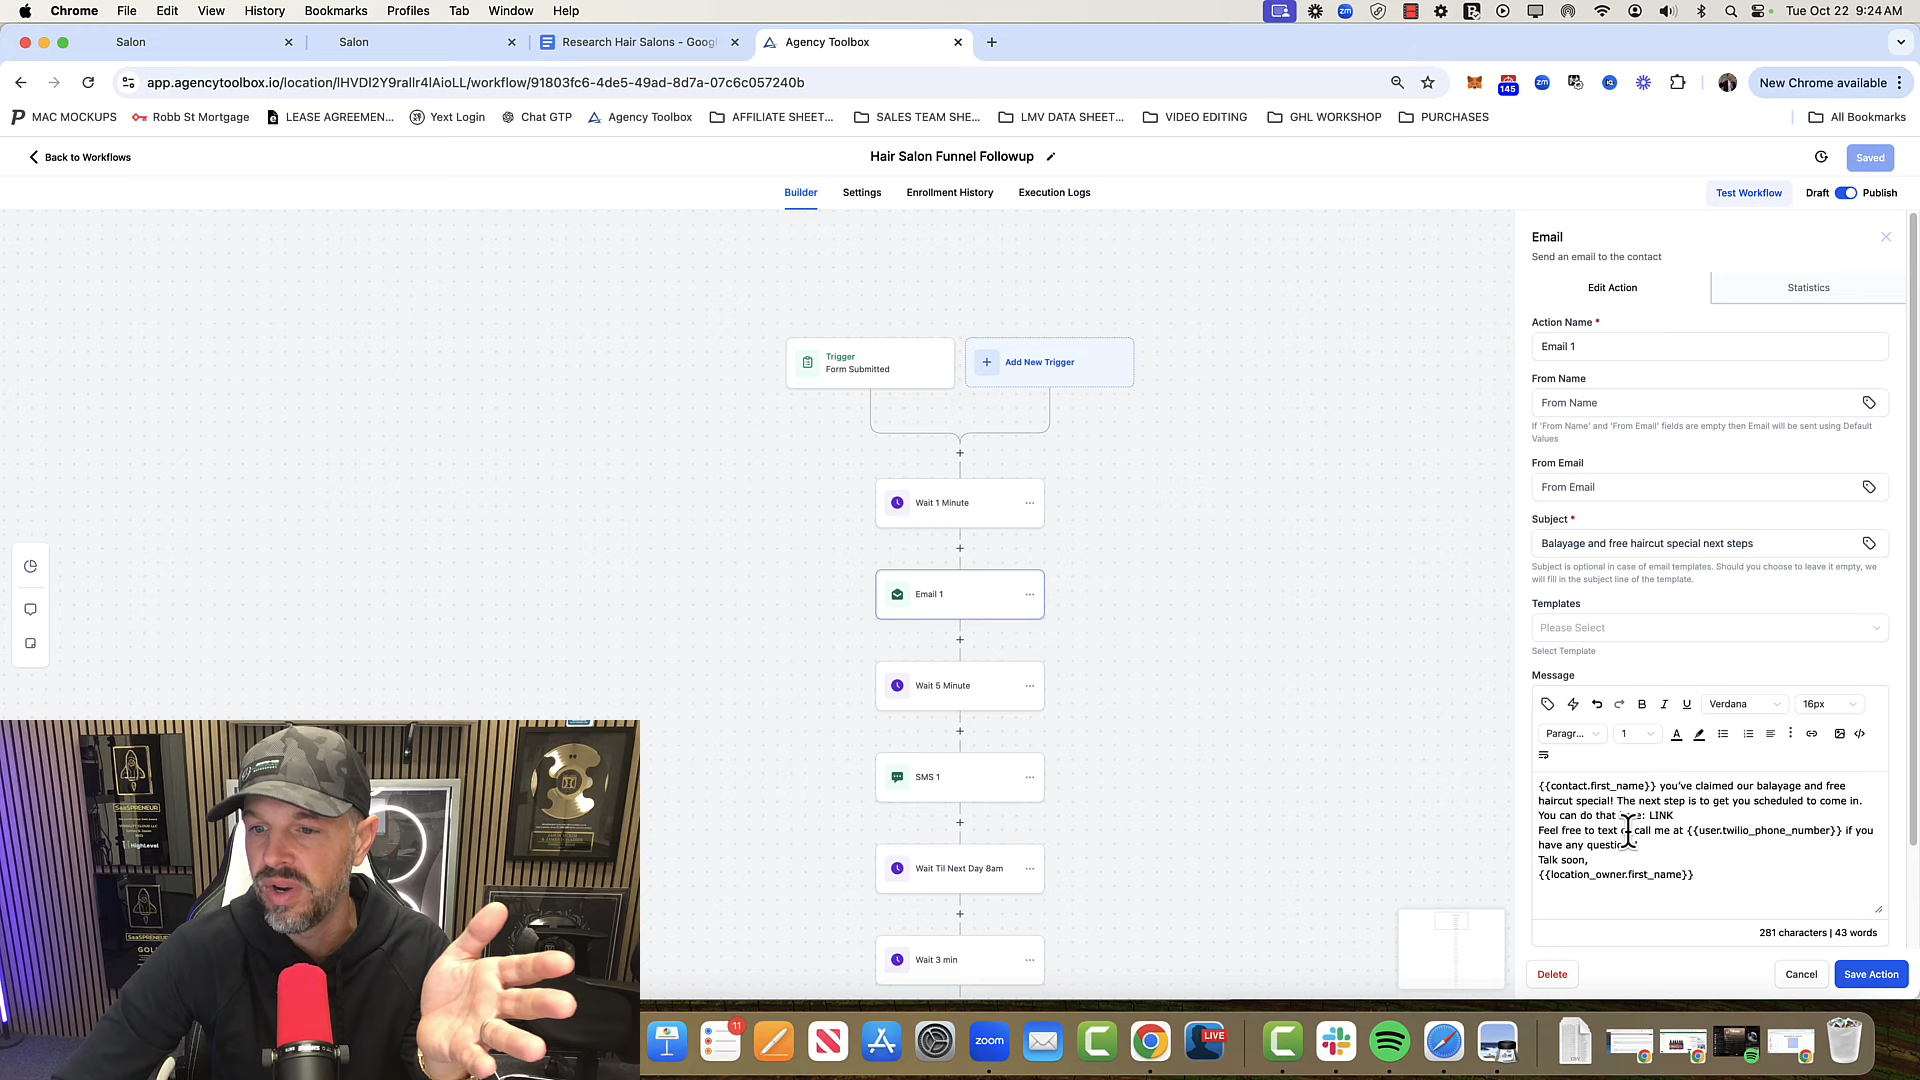 Chrome File Edit View History Bookmarks Profiles Tab Window Help
zm
Tue Oct 22 9:24 AM
Salon
Salon
Research Hair Salons - Googl
Agency Toolbox
app.agencytoolbox.io/location/lHVDI2Y9rallr4lAioLL/workflow/91803fc6-4de5-49ad-8d7a-07c6c057240b
145
zm
New Chrome available
MAC MOCKUPS
Robb St Mortgage
LEASE AGREEMEN...
Yext Login
Chat GTP
Agency Toolbox
AFFILIATE SHEET...
SALES TEAM SHE...
LMV DATA SHEET...
VIDEO EDITING
GHL WORKSHOP
PURCHASES
All Bookmarks
Back to Workflows
Hair Salon Funnel Followup
Saved
Builder
Settings
Enrollment History
Execution Logs
Test Workflow
Draft
Publish
Trigger
Form Submitted
Add New Trigger
Wait 1 Minute
Email 1
Wait 5 Minute
SMS 1
Wait Til Next Day 8am
Wait 3 min
Email
Send an email to the contact
Edit Action
Statistics
Action Name *
Email 1
From Name
From Name
If 'From Name' and 'From Email' fields are empty then Email will be sent using Default
Values
From Email
From Email
Subject *
Balayage and free haircut special next steps
Subject is optional in case of email templates. Should you choose to leave it empty, we
will fill in the subject line of the template.
Templates
Please Select
Select Template
Message
B I U Verdana 16px
Paragr... 1 A
{{contact.first_name}} you've claimed our balayage and free
haircut special! The next step is to get you scheduled to come in.
You can do that e: LINK
Feel free to text call me at {{user.twilio_phone_number}} if you
have any questi
Talk soon,
{{location_owner.first_name}}
281 characters | 43 words
Delete
Cancel
Save Action
SaaSPRENEUR
HighLevel
SaaSPRENEUR
GOLD
11
zoom
LIVE
CSV